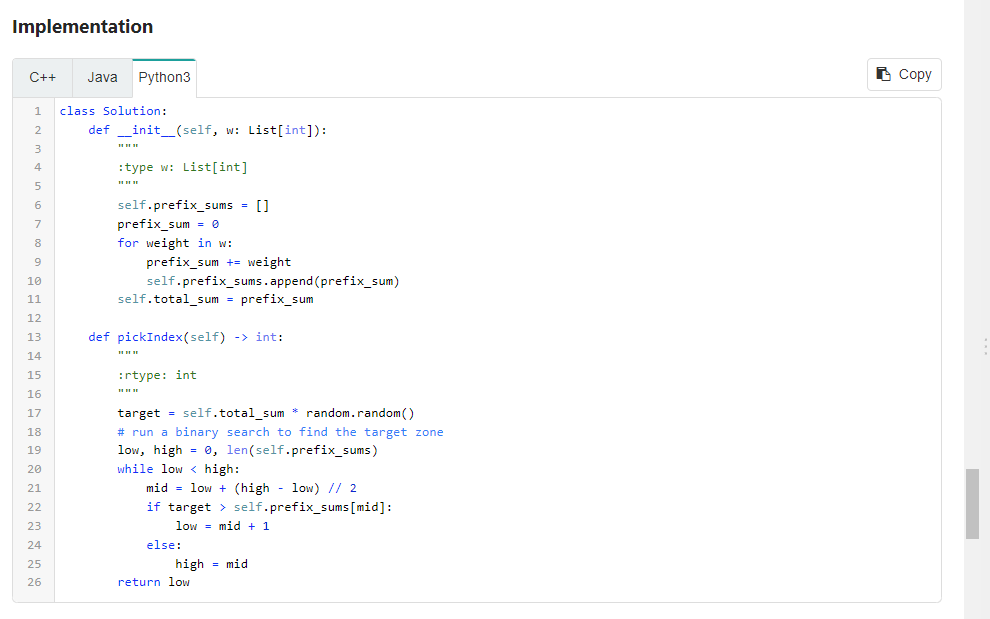 Implementation
C++
Java
Python3
Copy
1 class Solution:
2     def __init__(self, w: List[int]):
3         """
4         :type w: List[int]
5         """
6         self.prefix_sums = []
7         prefix_sum = 0
8         for weight in w:
9             prefix_sum += weight
10             self.prefix_sums.append(prefix_sum)
11         self.total_sum = prefix_sum
12
13     def pickIndex(self) -> int:
14         """
15         :rtype: int
16         """
17         target = self.total_sum * random.random()
18         # run a binary search to find the target zone
19         low, high = 0, len(self.prefix_sums)
20         while low < high:
21             mid = low + (high - low) // 2
22             if target > self.prefix_sums[mid]:
23                 low = mid + 1
24             else:
25                 high = mid
26         return low